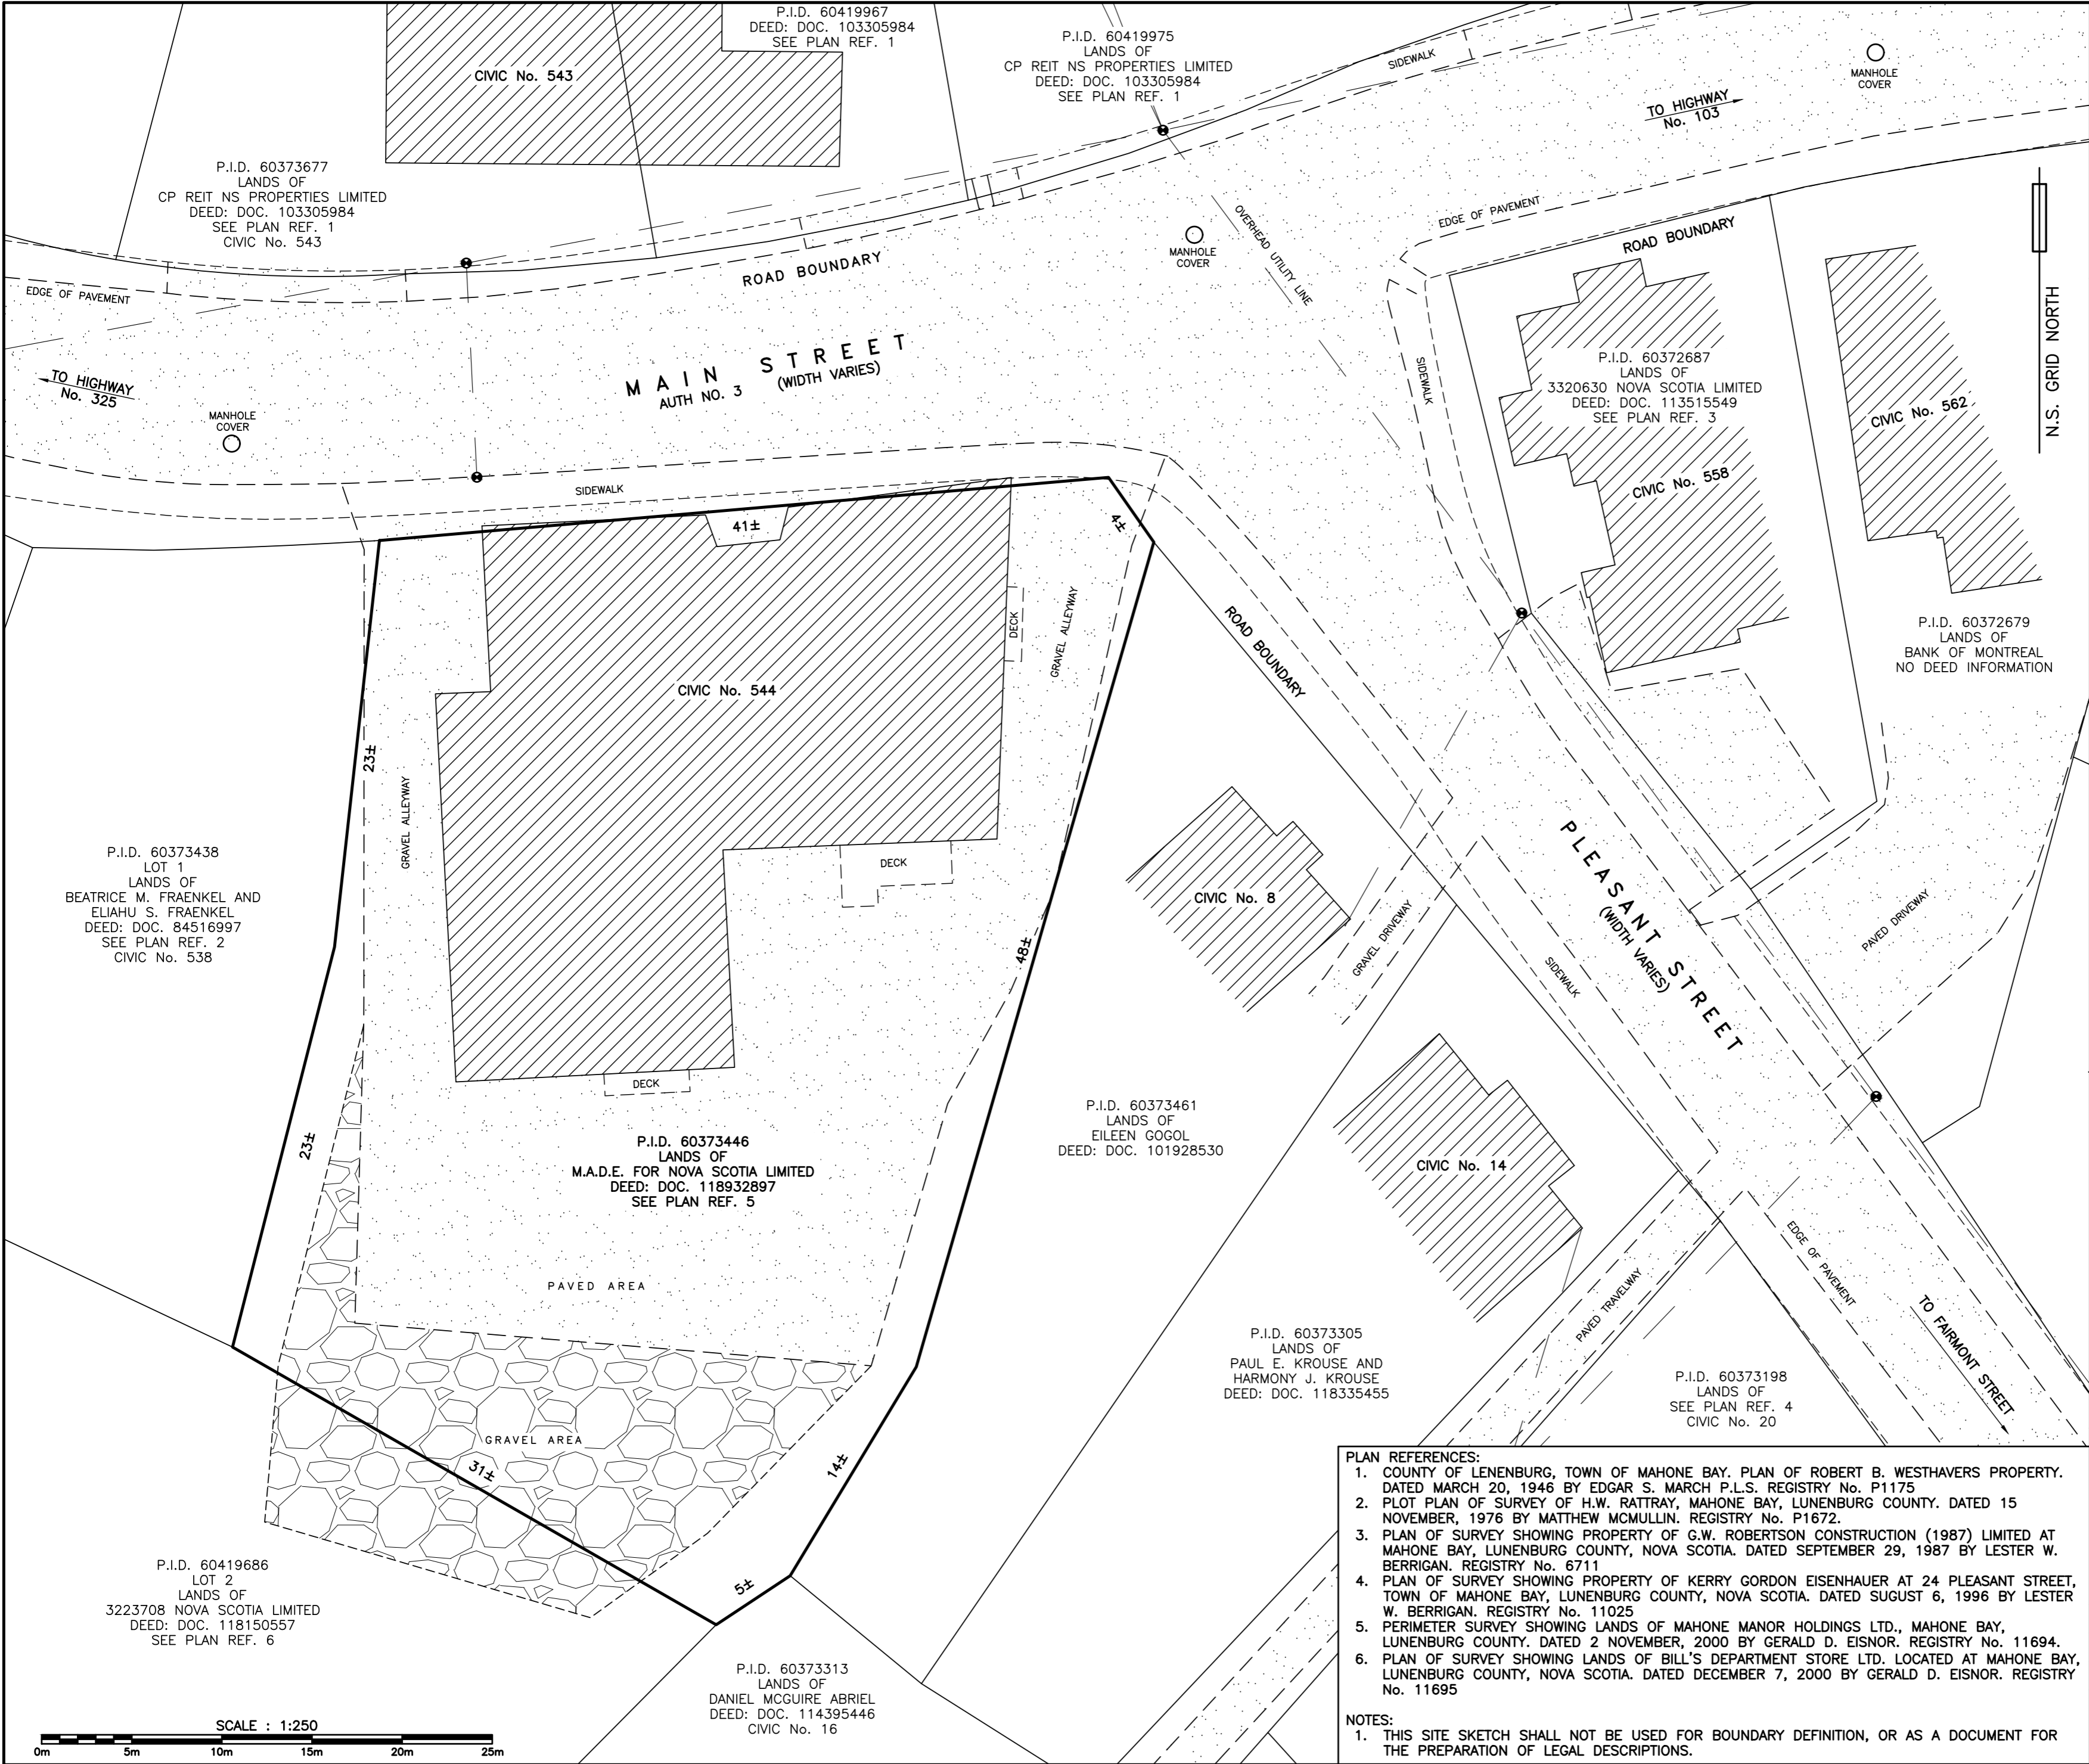 P.I.D. 60419967
DEED: DOC. 103305984
SEE PLAN REF. 1
CIVIC No. 543
P.I.D. 60419975
LANDS OF
CP REIT NS PROPERTIES LIMITED
DEED: DOC. 103305984
SEE PLAN REF. 1
SIDEWALK
MANHOLE
COVER
TO HIGHWAY
No. 103
P.I.D. 60373677
LANDS OF
CP REIT NS PROPERTIES LIMITED
DEED: DOC. 103305984
SEE PLAN REF. 1
CIVIC No. 543
EDGE OF PAVEMENT
ROAD BOUNDARY
MANHOLE
COVER
OVERHEAD UTILITY LINE
EDGE OF PAVEMENT
ROAD BOUNDARY
N.S. GRID NORTH
TO HIGHWAY
No. 325
MANHOLE
COVER
MAIN STREET
AUTH NO. 3 (WIDTH VARIES)
SIDEWALK
P.I.D. 60372687
LANDS OF
3320630 NOVA SCOTIA LIMITED
DEED: DOC. 113515549
SEE PLAN REF. 3
CIVIC No. 558
CIVIC No. 562
SIDEWALK
41±
4±
DECK
GRAVEL ALLEYWAY
ROAD BOUNDARY
P.I.D. 60372679
LANDS OF
BANK OF MONTREAL
NO DEED INFORMATION
CIVIC No. 544
23±
GRAVEL ALLEYWAY
P.I.D. 60373438
LOT 1
LANDS OF
BEATRICE M. FRAENKEL AND
ELIAHU S. FRAENKEL
DEED: DOC. 84516997
SEE PLAN REF. 2
CIVIC No. 538
DECK
48±
CIVIC No. 8
GRAVEL DRIVEWAY
PLEASANT STREET
(WIDTH VARIES)
SIDEWALK
PAVED DRIVEWAY
DECK
23±
P.I.D. 60373446
LANDS OF
M.A.D.E. FOR NOVA SCOTIA LIMITED
DEED: DOC. 118932897
SEE PLAN REF. 5
P.I.D. 60373461
LANDS OF
EILEEN GOGOL
DEED: DOC. 101928530
CIVIC No. 14
PAVED AREA
EDGE OF PAVEMENT
PAVED TRAVELWAY
TO FAIRMONT STREET
P.I.D. 60373305
LANDS OF
PAUL E. KROUSE AND
HARMONY J. KROUSE
DEED: DOC. 118335455
P.I.D. 60373198
LANDS OF
SEE PLAN REF. 4
CIVIC No. 20
GRAVEL AREA
31±
14±
5±
P.I.D. 60419686
LOT 2
LANDS OF
3223708 NOVA SCOTIA LIMITED
DEED: DOC. 118150557
SEE PLAN REF. 6
P.I.D. 60373313
LANDS OF
DANIEL MCGUIRE ABRIEL
DEED: DOC. 114395446
CIVIC No. 16
SCALE : 1:250
0m 5m 10m 15m 20m 25m
PLAN REFERENCES:
1. COUNTY OF LENENBURG, TOWN OF MAHONE BAY. PLAN OF ROBERT B. WESTHAVERS PROPERTY.
DATED MARCH 20, 1946 BY EDGAR S. MARCH P.L.S. REGISTRY No. P1175
2. PLOT PLAN OF SURVEY OF H.W. RATTRAY, MAHONE BAY, LUNENBURG COUNTY. DATED 15
NOVEMBER, 1976 BY MATTHEW MCMULLIN. REGISTRY No. P1672.
3. PLAN OF SURVEY SHOWING PROPERTY OF G.W. ROBERTSON CONSTRUCTION (1987) LIMITED AT
MAHONE BAY, LUNENBURG COUNTY, NOVA SCOTIA. DATED SEPTEMBER 29, 1987 BY LESTER W.
BERRIGAN. REGISTRY No. 6711
4. PLAN OF SURVEY SHOWING PROPERTY OF KERRY GORDON EISENHAUER AT 24 PLEASANT STREET,
TOWN OF MAHONE BAY, LUNENBURG COUNTY, NOVA SCOTIA. DATED SUGUST 6, 1996 BY LESTER
W. BERRIGAN. REGISTRY No. 11025
5. PERIMETER SURVEY SHOWING LANDS OF MAHONE MANOR HOLDINGS LTD., MAHONE BAY,
LUNENBURG COUNTY. DATED 2 NOVEMBER, 2000 BY GERALD D. EISNOR. REGISTRY No. 11694.
6. PLAN OF SURVEY SHOWING LANDS OF BILL'S DEPARTMENT STORE LTD. LOCATED AT MAHONE BAY,
LUNENBURG COUNTY, NOVA SCOTIA. DATED DECEMBER 7, 2000 BY GERALD D. EISNOR. REGISTRY
No. 11695
NOTES:
1. THIS SITE SKETCH SHALL NOT BE USED FOR BOUNDARY DEFINITION, OR AS A DOCUMENT FOR
THE PREPARATION OF LEGAL DESCRIPTIONS.